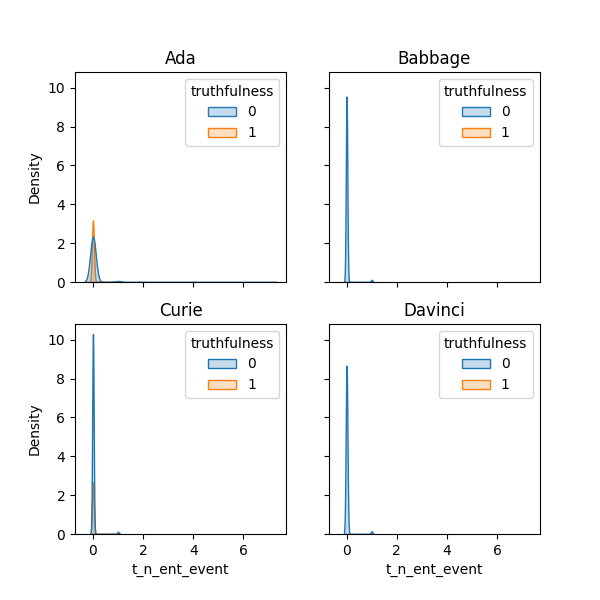 Ada
Babbage
10
8
6
4
2
0
Density
truthfulness
0
1
truthfulness
0
1
Curie
Davinci
10
8
6
4
2
0
Density
truthfulness
0
1
truthfulness
0
1
0 2 4 6
0 2 4 6
t_n_ent_event
t_n_ent_event